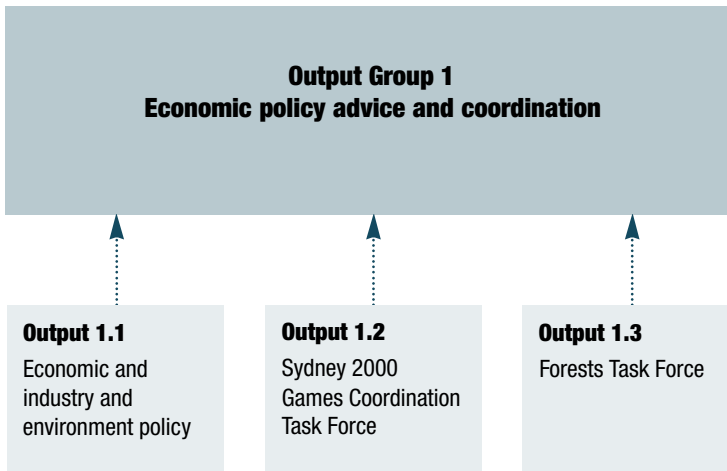 Output Group 1
Economic policy advice and coordination
Output 1.1
Economic and
industry and
environment policy
Output 1.2
Sydney 2000
Games Coordination
Task Force
Output 1.3
Forests Task Force